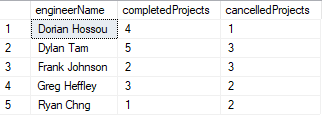 engineerName completedProjects cancelledProjects
1 Dorian Hossou 4 1
2 Dylan Tam 5 3
3 Frank Johnson 2 3
4 Greg Heffley 3 2
5 Ryan Chng 1 2